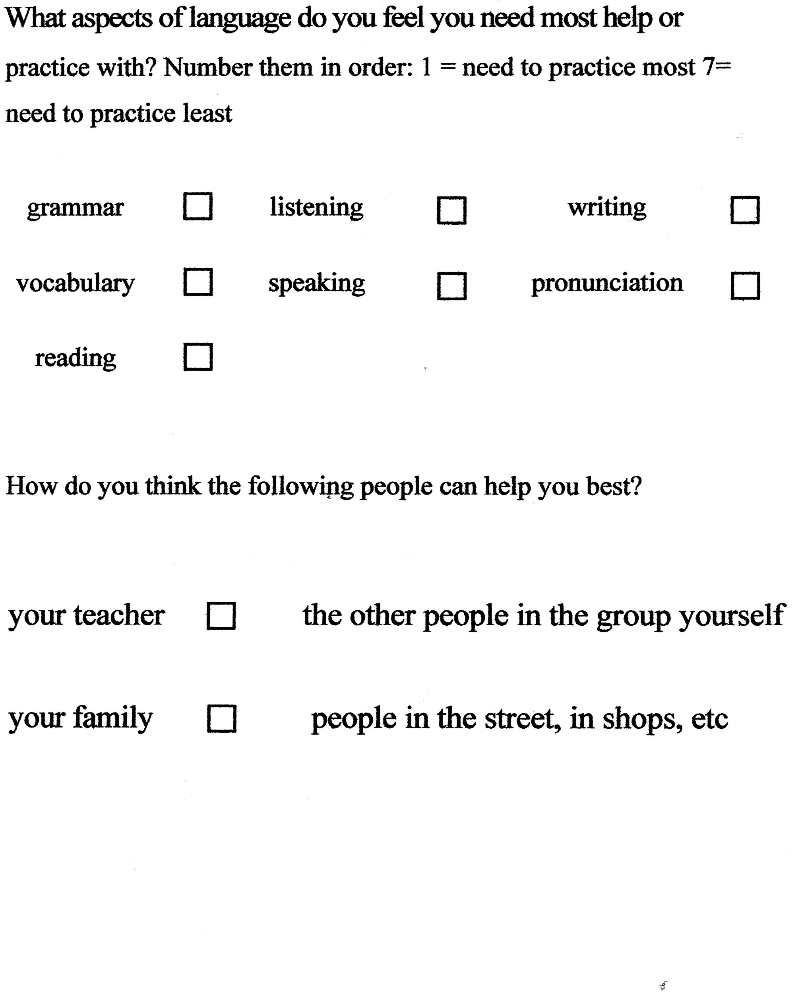 What aspects of language do you feel you need most help or
practice with? Number them in order: 1 = need to practice most 7=
need to practice least
grammar □ listening □ writing □
vocabulary □ speaking □ pronunciation □
reading □
How do you think the following people can help you best?
your teacher □ the other people in the group yourself
your family □ people in the street, in shops, etc